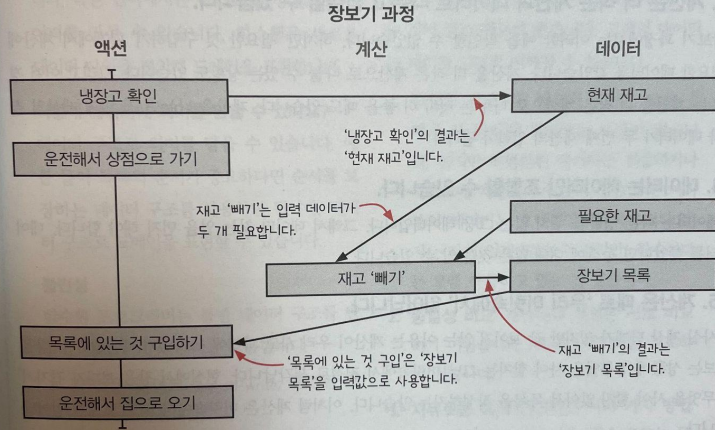 장보기 과정
액션
계산
데이터
냉장고 확인
현재 재고
'냉장고 확인'의 결과는
'현재 재고'입니다.
운전해서 상점으로 가기
재고 '빼기'는 입력 데이터가
두 개 필요합니다.
필요한 재고
재고 '빼기'
장보기 목록
목록에 있는 것 구입하기
'목록에 있는 것 구입'은 '장보기
목록'을 입력값으로 사용합니다.
재고 '빼기'의 결과는
'장보기 목록'입니다.
운전해서 집으로 오기